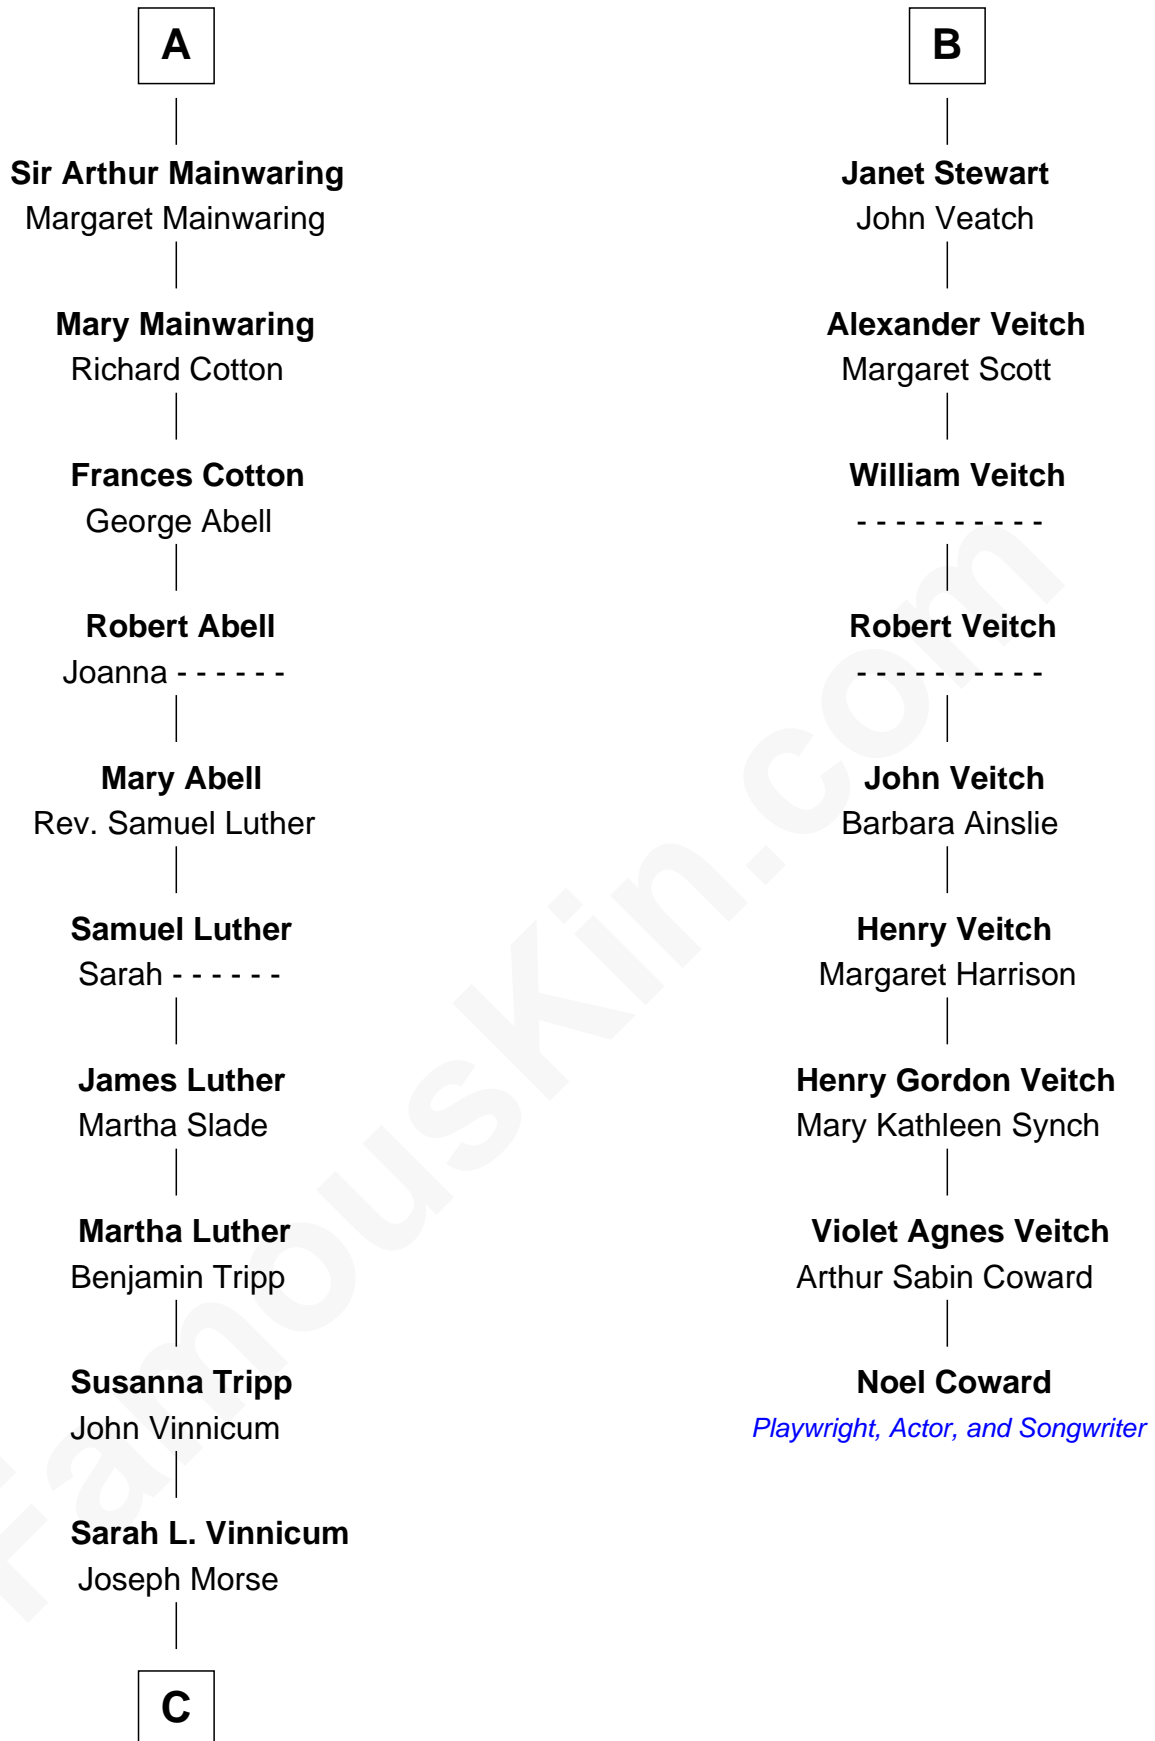 A
Sir Arthur Mainwaring
Margaret Mainwaring
Mary Mainwaring
Richard Cotton
Frances Cotton
George Abell
Robert Abell
Joanna - - - - - -
Mary Abell
Rev. Samuel Luther
Samuel Luther
Sarah - - - - - -
James Luther
Martha Slade
Martha Luther
Benjamin Tripp
Susanna Tripp
John Vinnicum
Sarah L. Vinnicum
Joseph Morse
C
B
Janet Stewart
John Veatch
Alexander Veitch
Margaret Scott
William Veitch
- - - - - - - - - -
Robert Veitch
- - - - - - - - - -
John Veitch
Barbara Ainslie
Henry Veitch
Margaret Harrison
Henry Gordon Veitch
Mary Kathleen Synch
Violet Agnes Veitch
Arthur Sabin Coward
Noel Coward
Playwright, Actor, and Songwriter
FamousKin.com